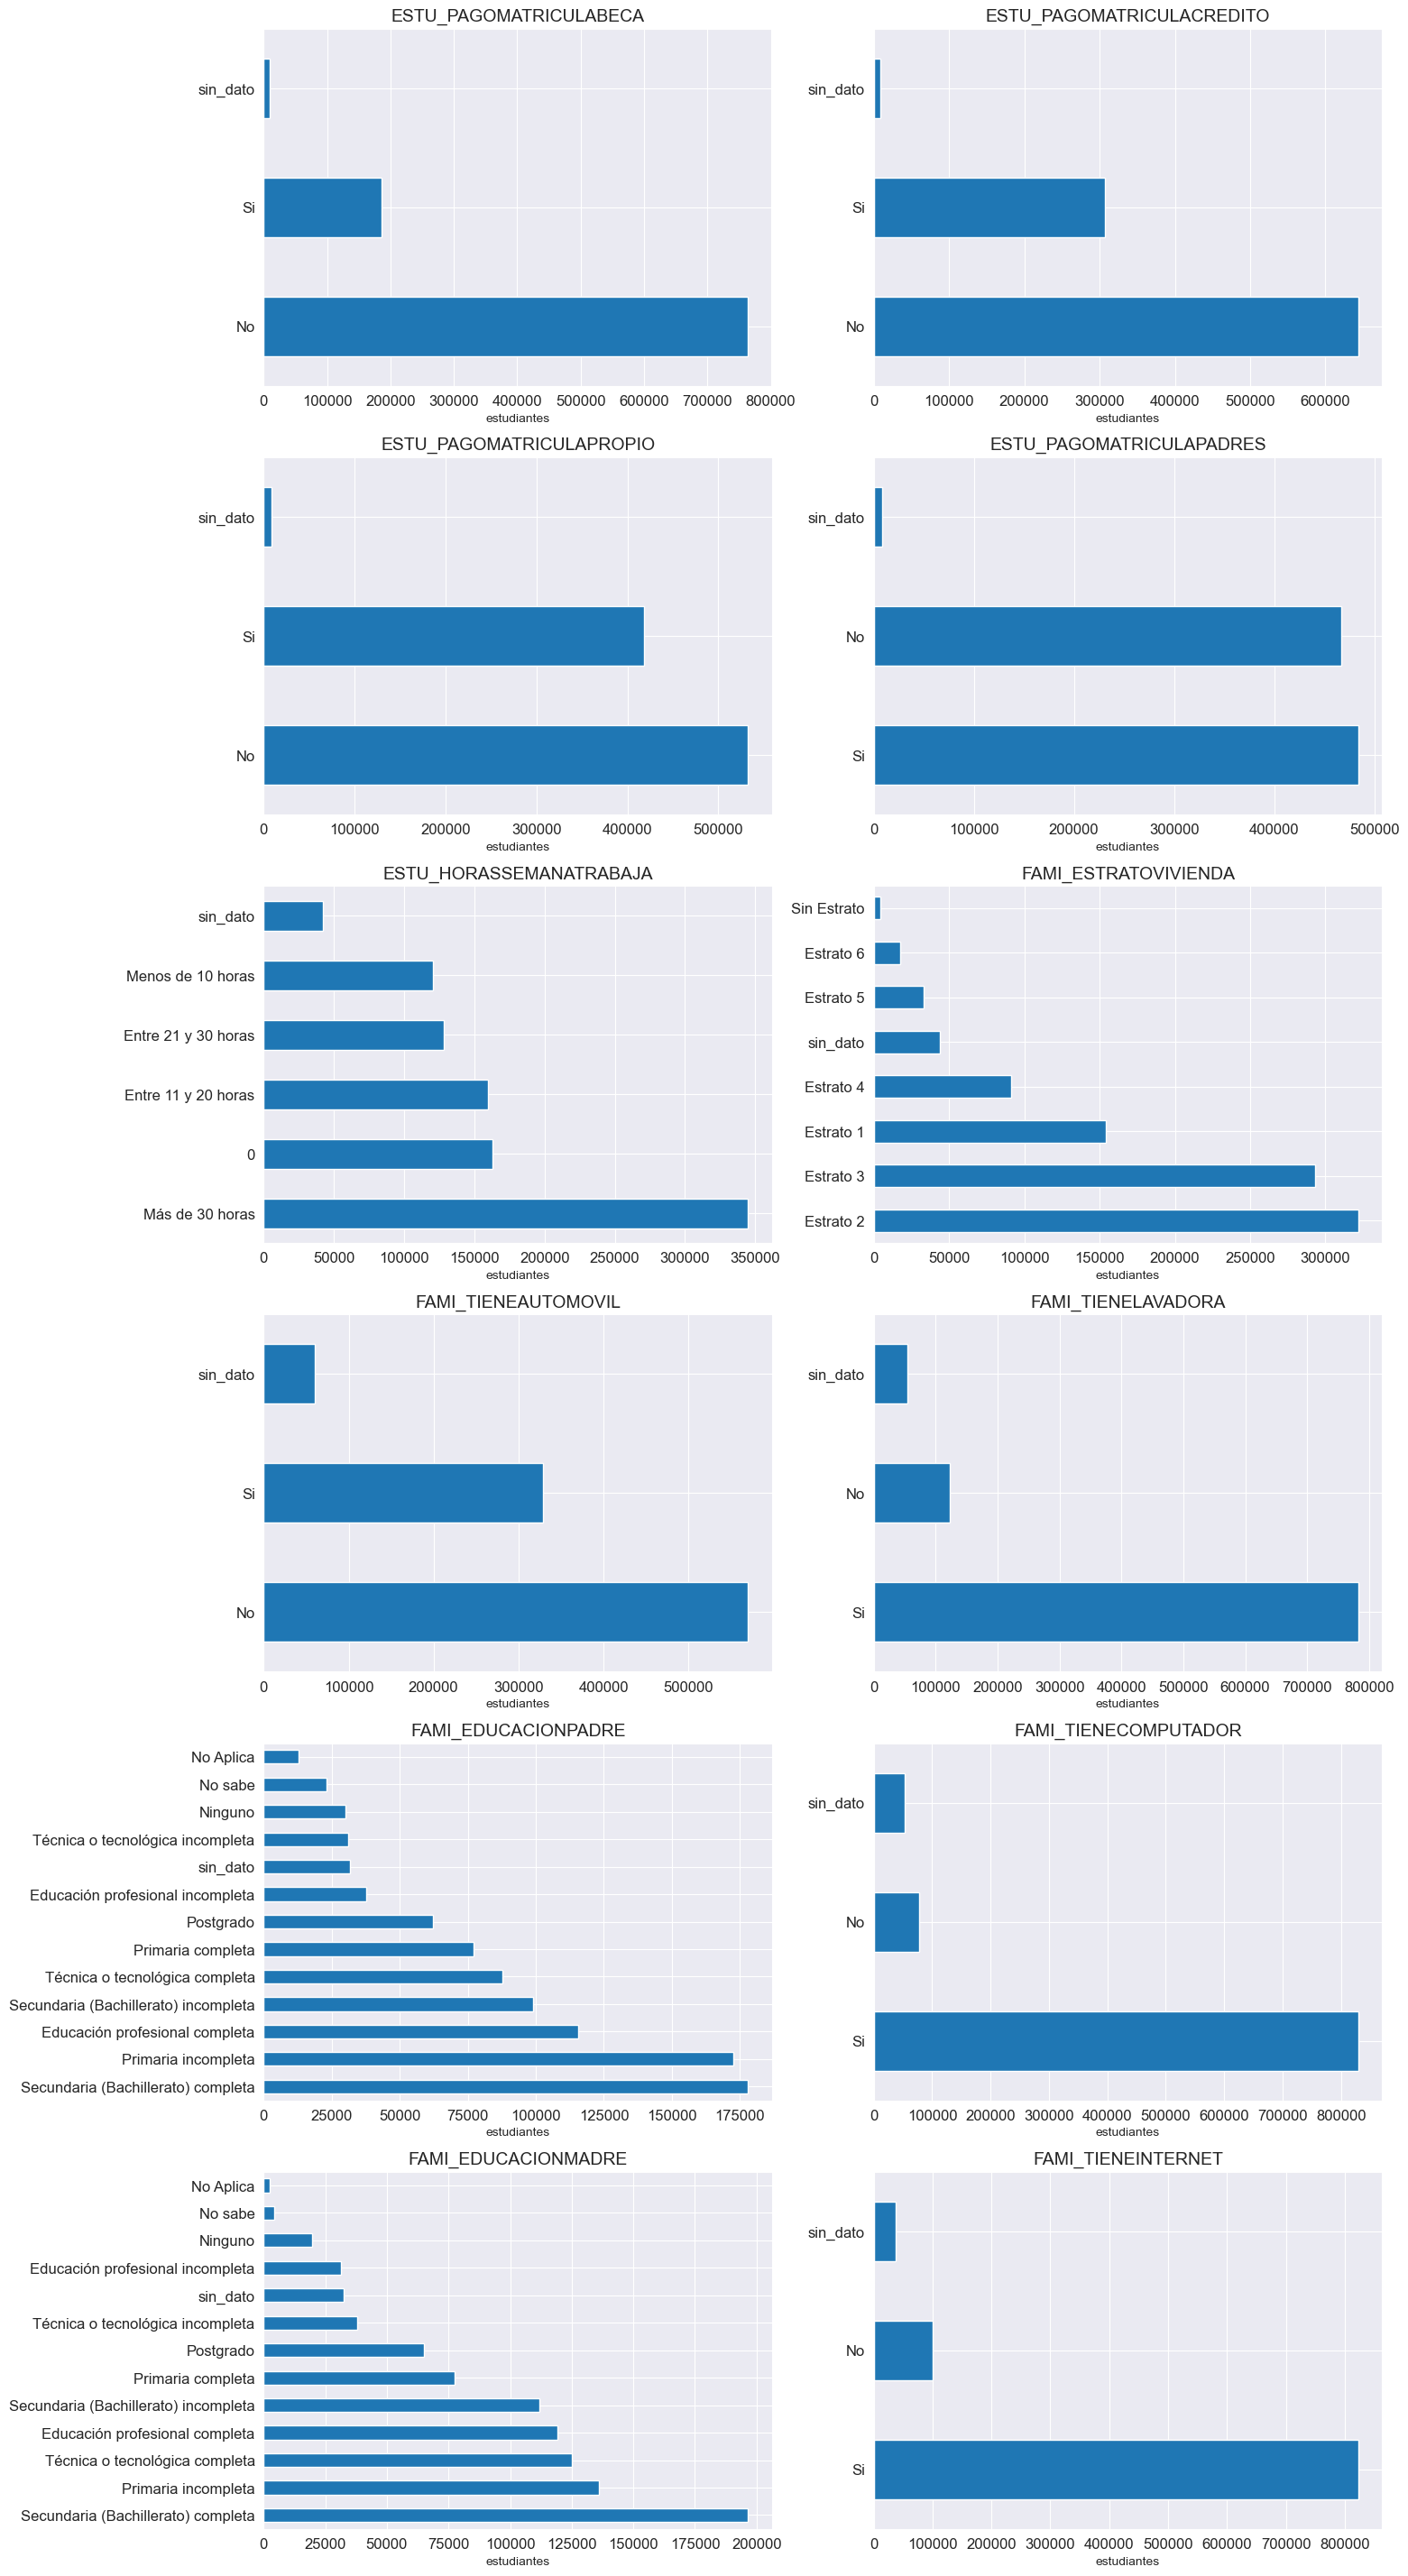 ESTU_PAGOMATRICULABECA
sin_dato
Si
No
0 100000 200000 300000 400000 500000 600000 700000 800000
estudiantes
ESTU_PAGOMATRICULACREDITO
sin_dato
Si
No
0 100000 200000 300000 400000 500000 600000
estudiantes
ESTU_PAGOMATRICULAPROPIO
sin_dato
Si
No
0 100000 200000 300000 400000 500000
estudiantes
ESTU_PAGOMATRICULAPADRES
sin_dato
No
Si
0 100000 200000 300000 400000 500000
estudiantes
ESTU_HORASSEMANATRABAJA
sin_dato
Menos de 10 horas
Entre 21 y 30 horas
Entre 11 y 20 horas
0
Más de 30 horas
0 50000 100000 150000 200000 250000 300000 350000
estudiantes
FAMI_ESTRATOVIVIENDA
Sin Estrato
Estrato 6
Estrato 5
sin_dato
Estrato 4
Estrato 1
Estrato 3
Estrato 2
0 50000 100000 150000 200000 250000 300000
estudiantes
FAMI_TIENEAUTOMOVIL
sin_dato
Si
No
0 100000 200000 300000 400000 500000
estudiantes
FAMI_TIENELAVADORA
sin_dato
No
Si
0 100000 200000 300000 400000 500000 600000 700000 800000
estudiantes
FAMI_EDUCACIONPADRE
No Aplica
No sabe
Ninguno
Técnica o tecnológica incompleta
sin_dato
Educación profesional incompleta
Postgrado
Primaria completa
Técnica o tecnológica completa
Secundaria (Bachillerato) incompleta
Educación profesional completa
Primaria incompleta
Secundaria (Bachillerato) completa
0 25000 50000 75000 100000 125000 150000 175000
estudiantes
FAMI_TIENECOMPUTADOR
sin_dato
No
Si
0 100000 200000 300000 400000 500000 600000 700000 800000
estudiantes
FAMI_EDUCACIONMADRE
No Aplica
No sabe
Ninguno
Educación profesional incompleta
sin_dato
Técnica o tecnológica incompleta
Postgrado
Primaria completa
Secundaria (Bachillerato) incompleta
Educación profesional completa
Técnica o tecnológica completa
Primaria incompleta
Secundaria (Bachillerato) completa
0 25000 50000 75000 100000 125000 150000 175000 200000
estudiantes
FAMI_TIENEINTERNET
sin_dato
No
Si
0 100000 200000 300000 400000 500000 600000 700000 800000
estudiantes